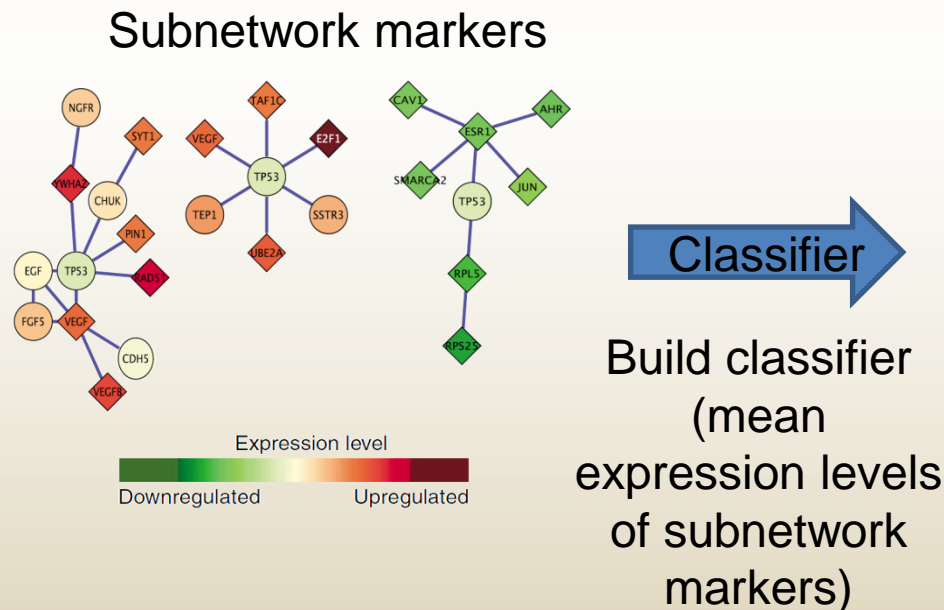 Subnetwork markers
NGFR
SYT1
YWHAZ
CHUK
PIN1
EGF
TP53
RAD51
FGF5
VEGF
CDH5
VEGFB
TAF1C
VEGF
E2F1
TP53
TEP1
SSTR3
UBE2A
CAV1
AHR
ESR1
SMARCA2
JUN
TP53
RPL5
RPS25
Expression level
Downregulated Upregulated
Classifier
Build classifier
(mean
expression levels
of subnetwork
markers)